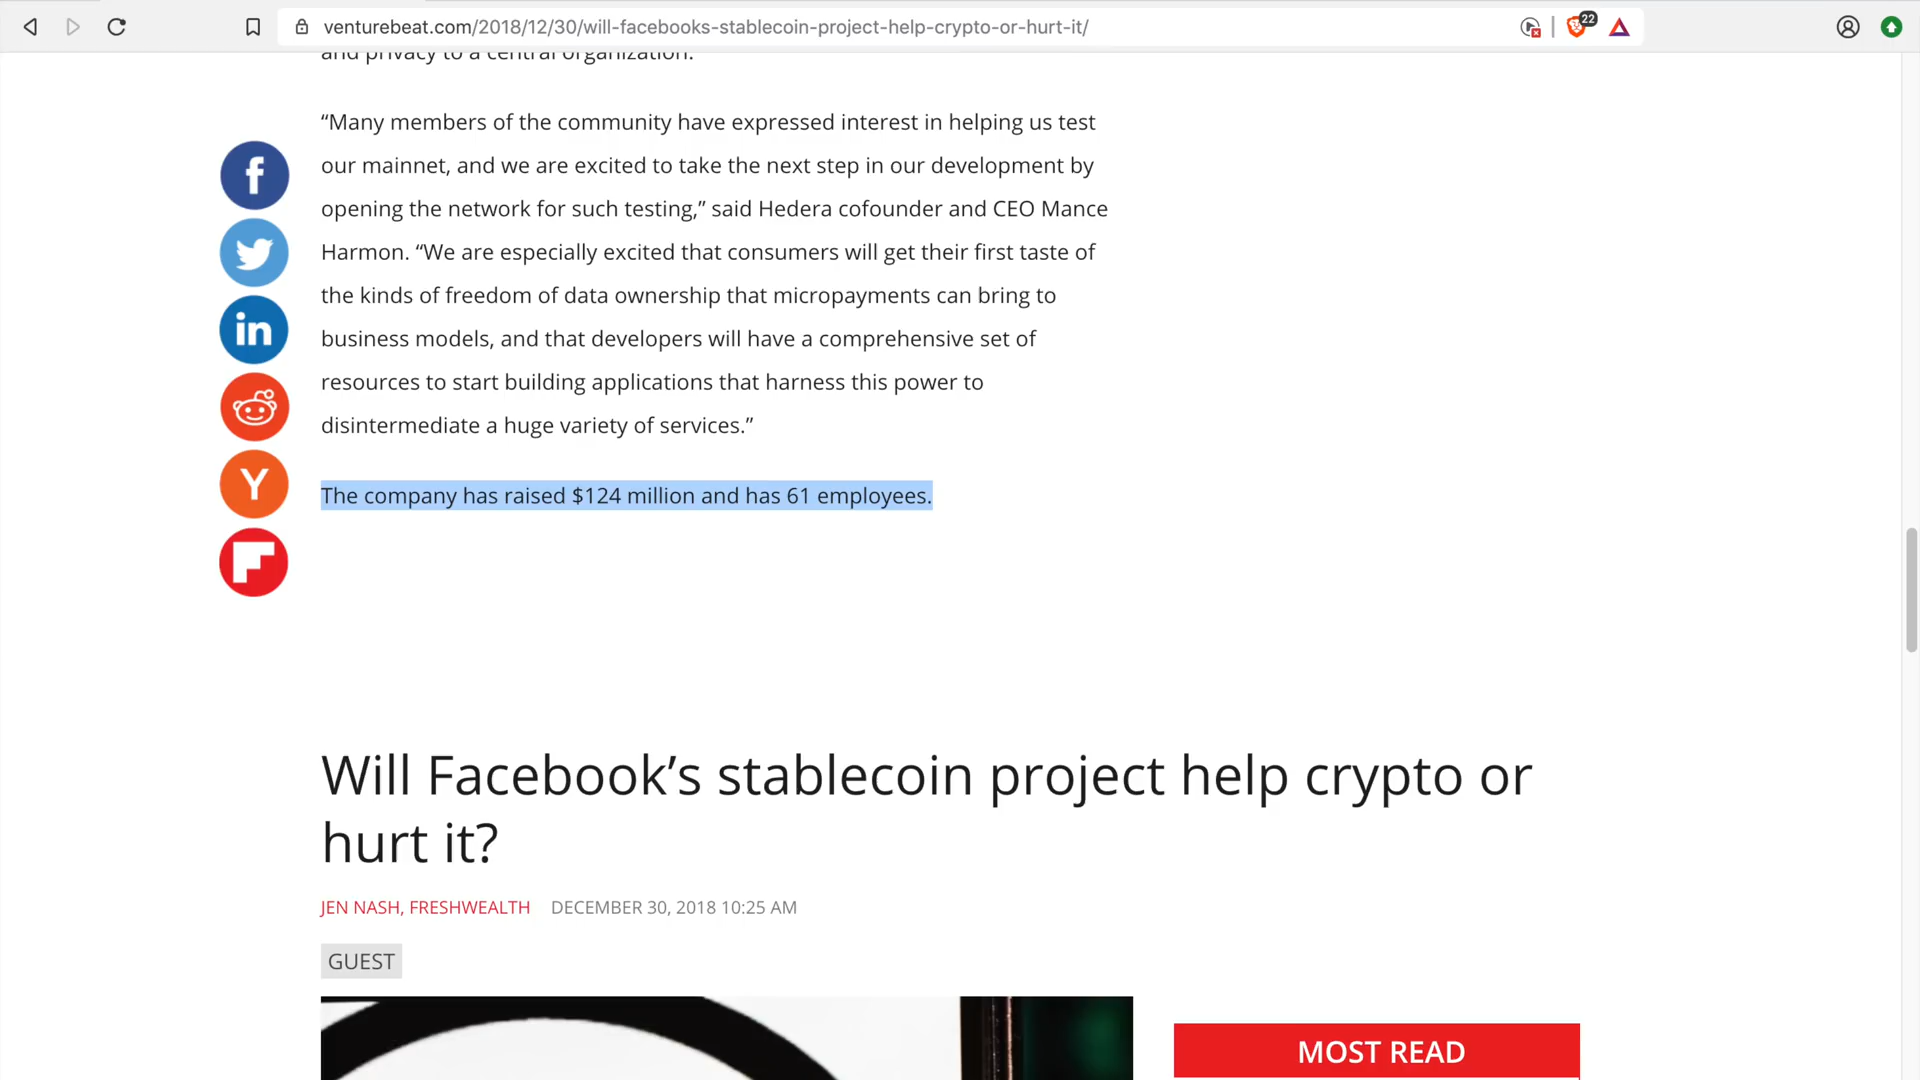 venturebeat.com/2018/12/30/will-facebooks-stablecoin-project-help-crypto-or-hurt-it/
22
and privacy to a central organization.
“Many members of the community have expressed interest in helping us test
our mainnet, and we are excited to take the next step in our development by
opening the network for such testing,” said Hedera cofounder and CEO Mance
Harmon. “We are especially excited that consumers will get their first taste of
the kinds of freedom of data ownership that micropayments can bring to
business models, and that developers will have a comprehensive set of
resources to start building applications that harness this power to
disintermediate a huge variety of services.”
The company has raised $124 million and has 61 employees.
Will Facebook’s stablecoin project help crypto or
hurt it?
JEN NASH, FRESHWEALTH DECEMBER 30, 2018 10:25 AM
GUEST
MOST READ